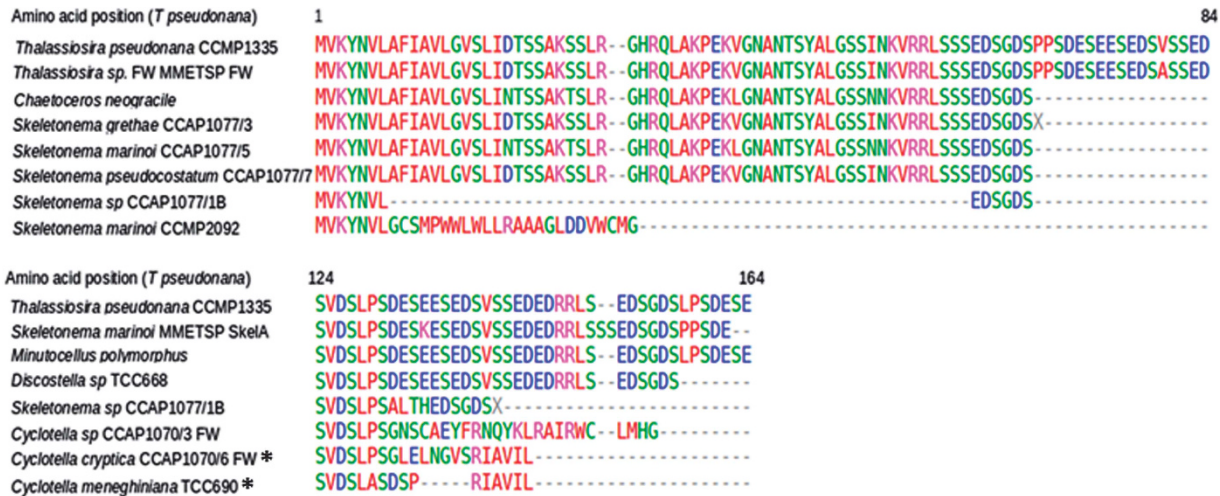 Amino acid position (T pseudonana) 1 84
Thalassiosira pseudonana CCMP1335 MVKYNVLAFIAVLGVSLIDTSSAKSSLR--GHRQLAKPEKVGNANTSYALGSSINKVRRLSSSEDSGDSPPSDESEESEDSVSSED
Thalassiosira sp. FW MMETSP FW MVKYNVLAFIAVLGVSLIDTSSAKSSLR--GHRQLAKPEKVGNANTSYALGSSINKVRRLSSSEDSGDSPPSDESEESEDSASSED
Chaetoceros neogracile MVKYNVLAFIAVLGVSLINTSSAKTSLR--GHRQLAKPEKLGNANTSYALGSSNNKVRRLSSSEDSGDS-----------------
Skeletonema grethae CCAP1077/3 MVKYNVLAFIAVLGVSLIDTSSAKSSLR--GHRQLAKPEKVGNANTSYALGSSINKVRRLSSSEDSGDSX----------------
Skeletonema marinoi CCAP1077/5 MVKYNVLAFIAVLGVSLINTSSAKTSLR--GHRQLAKPEKLGNANTSYALGSSNNKVRRLSSSEDSGDS-----------------
Skeletonema pseudocostatum CCAP1077/7 MVKYNVLAFIAVLGVSLIDTSSAKSSLR--GHRQLAKPEKVGNANTSYALGSSINKVRRLSSSEDSGDS-----------------
Skeletonema sp CCAP1077/1B MVKYNVL--------------------------------------------------------EDSGDS-----------------
Skeletonema marinoi CCMP2092 MVKYNVLGCSMPWWLWLLRAAAGLDDVWCMG-------------------------------------------------------
Amino acid position (T pseudonana) 124 164
Thalassiosira pseudonana CCMP1335 SVDSLPSDESEESEDSVSSEDEDRRLS--EDSGDSLPSDESE
Skeletonema marinoi MMETSP SkelA SVDSLPSDESKESEDSVSSEDEDRRLSSSEDSGDSPPSDE--
Minutocellus polymorphus SVDSLPSDESEESEDSVSSEDEDRRLS--EDSGDSLPSDESE
Discostella sp TCC668 SVDSLPSDESEESEDSVSSEDEDRRLS--EDSGDS-------
Skeletonema sp CCAP1077/1B SVDSLPSALTHEDSGDSX------------------------
Cyclotella sp CCAP1070/3 FW SVDSLPSGNSCAEYFRNQYKLRAIRWC--LMHG---------
Cyclotella cryptica CCAP1070/6 FW * SVDSLPSGLELNGVSRIAVIL---------------------
Cyclotella meneghiniana TCC690 * SVDSLASDSP-----RIAVIL---------------------